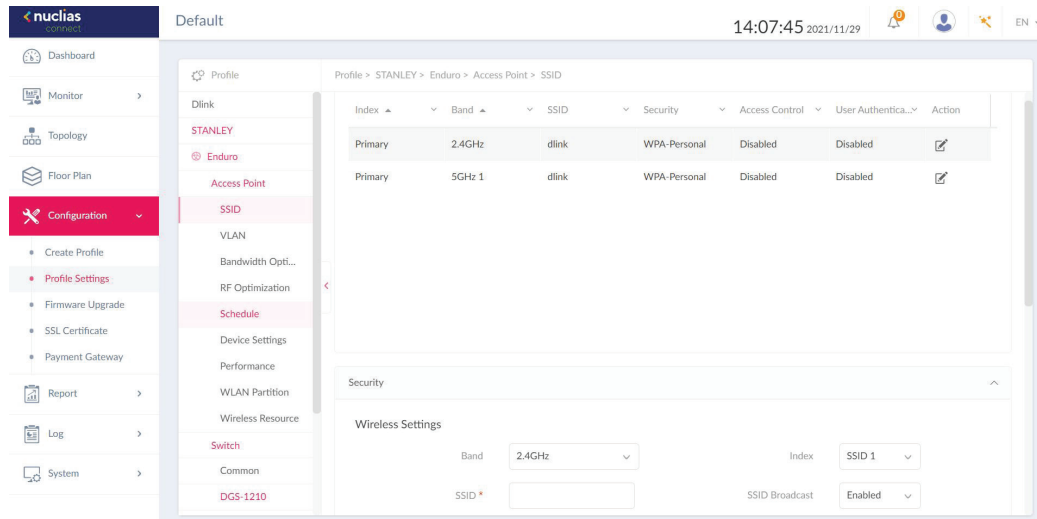 nuclias
connect
Default
14:07:45 2021/11/29
0
EN
Dashboard
Monitor
Topology
Floor Plan
Configuration
Create Profile
Profile Settings
Firmware Upgrade
SSL Certificate
Payment Gateway
Report
Log
System
Profile
Dlink
STANLEY
Enduro
Access Point
SSID
VLAN
Bandwidth Opti...
RF Optimization
Schedule
Device Settings
Performance
WLAN Partition
Wireless Resource
Switch
Common
DGS-1210
Profile > STANLEY > Enduro > Access Point > SSID
Index Band SSID Security Access Control User Authentica... Action
Primary 2.4GHz dlink WPA-Personal Disabled Disabled
Primary 5GHz 1 dlink WPA-Personal Disabled Disabled
Security
Wireless Settings
Band 2.4GHz Index SSID 1
SSID * SSID Broadcast Enabled